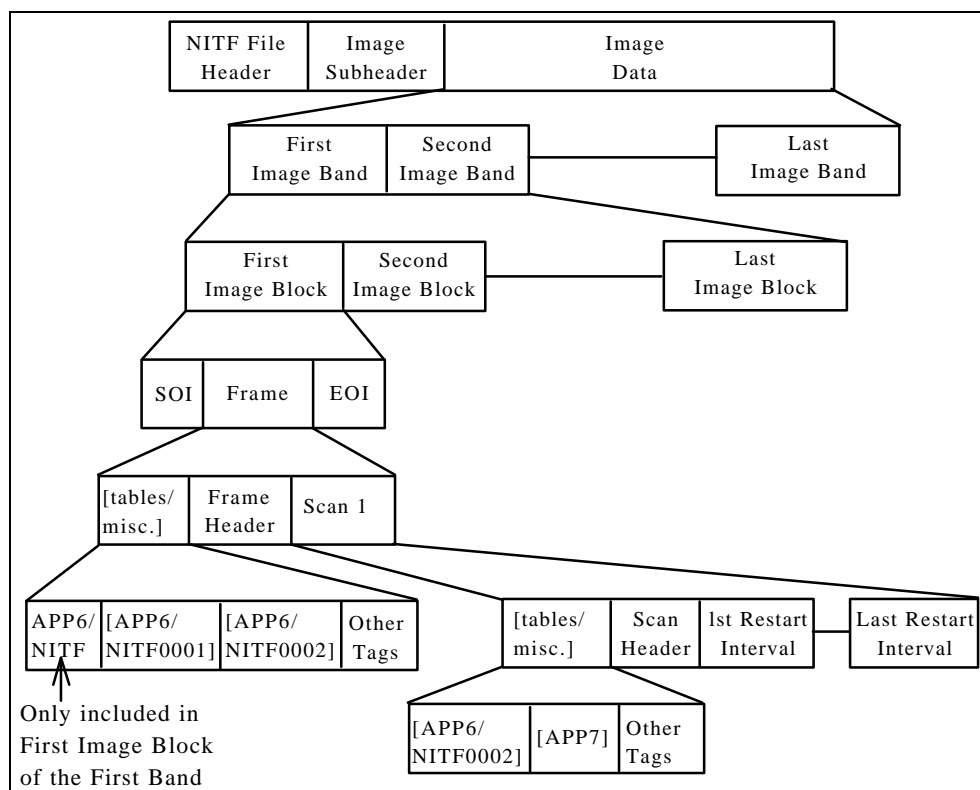 NITF File
Header
Image
Subheader
Image
Data
First
Image Band
Second
Image Band
Last
Image Band
First
Image Block
Second
Image Block
Last
Image Block
SOI
Frame
EOI
[tables/
misc.]
Frame
Header
Scan 1
APP6/
NITF
[APP6/
NITF0001]
[APP6/
NITF0002]
Other
Tags
[tables/
misc.]
Scan
Header
lst Restart
Interval
Last Restart
Interval
Only included in
First Image Block
of the First Band
[APP6/
NITF0002]
[APP7]
Other
Tags